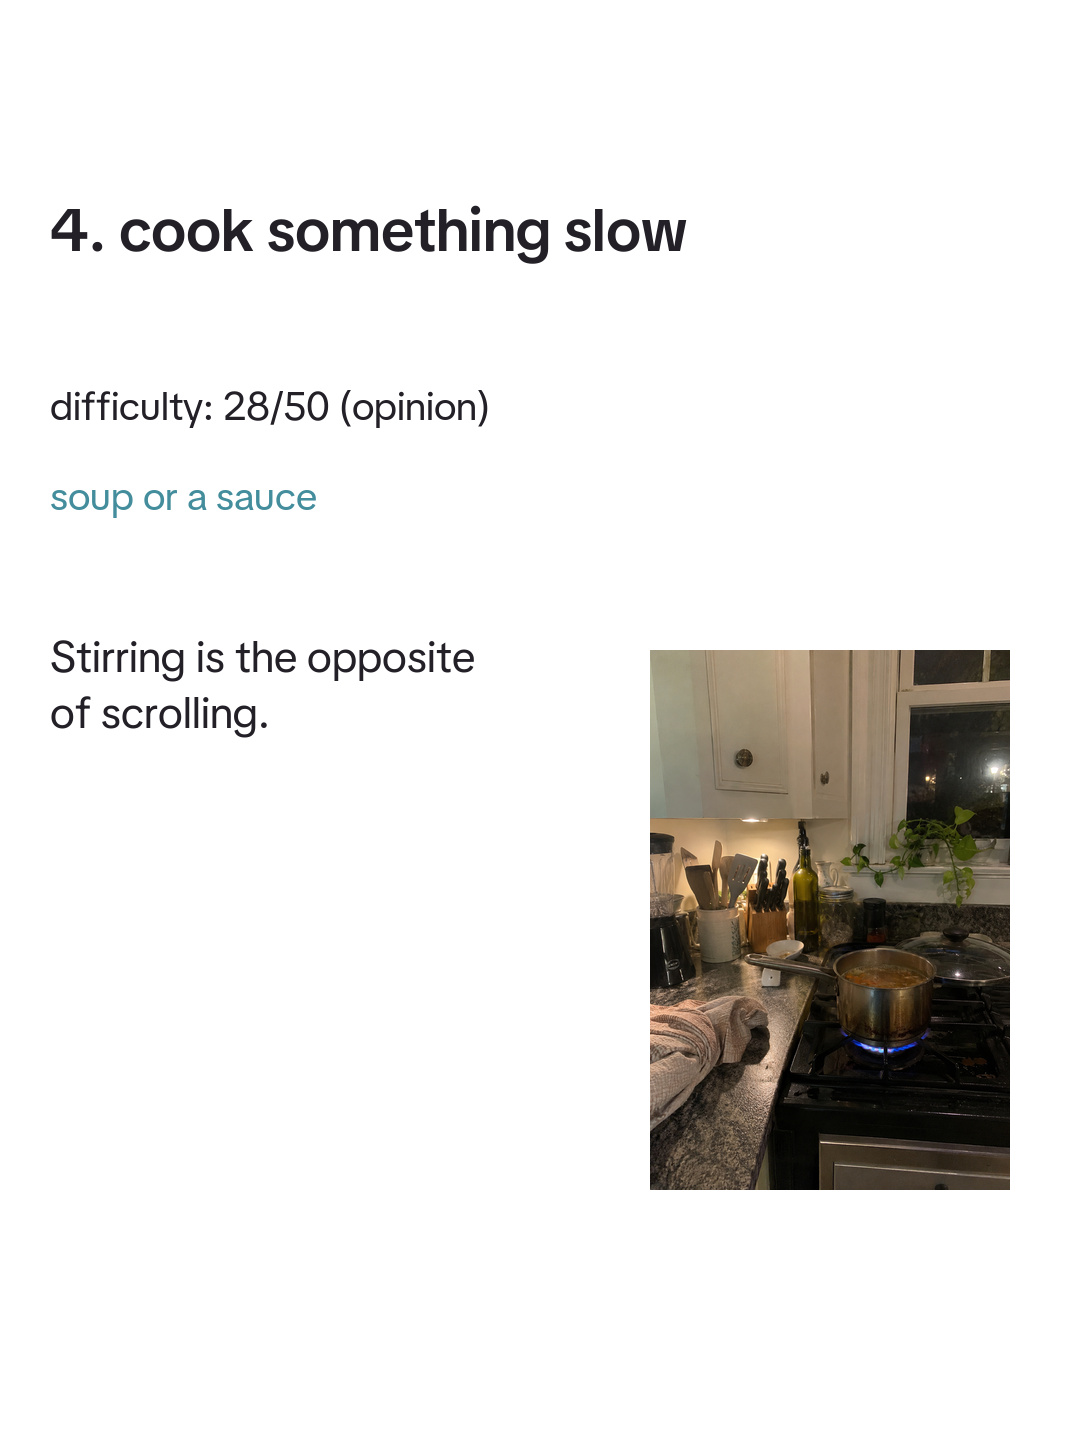 4. cook something slow
difficulty: 28/50 (opinion)
soup or a sauce
Stirring is the opposite
of scrolling.